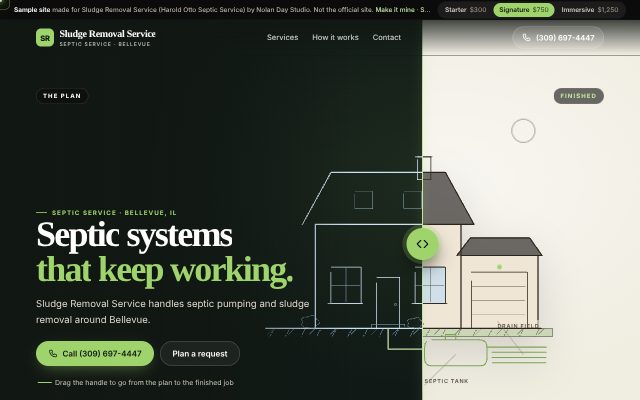 Sample site made for Sludge Removal Service (Harold Otto Septic Service) by Nolan Day Studio. Not the official site. Make it mine · S...
Starter $300 Signature $750 Immersive $1,250
SR Sludge Removal Service
SEPTIC SERVICE · BELLEVUE
Services How it works Contact
(309) 697-4447
THE PLAN
FINISHED
SEPTIC SERVICE · BELLEVUE, IL
Septic systems
that keep working.
Sludge Removal Service handles septic pumping and sludge
removal around Bellevue.
DRAIN FIELD
Call (309) 697-4447 Plan a request
Drag the handle to go from the plan to the finished job
SEPTIC TANK